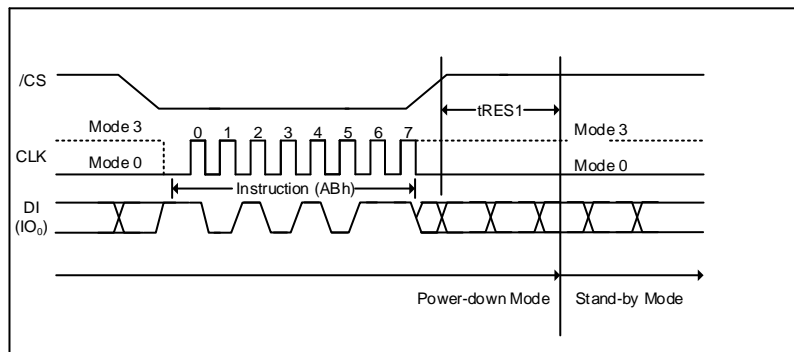 /CS
tRES1
Mode 3
0 1 2 3 4 5 6 7
Mode 3
CLK
Mode 0
Mode 0
Instruction (ABh)
DI
(IO₀)
Power-down Mode
Stand-by Mode